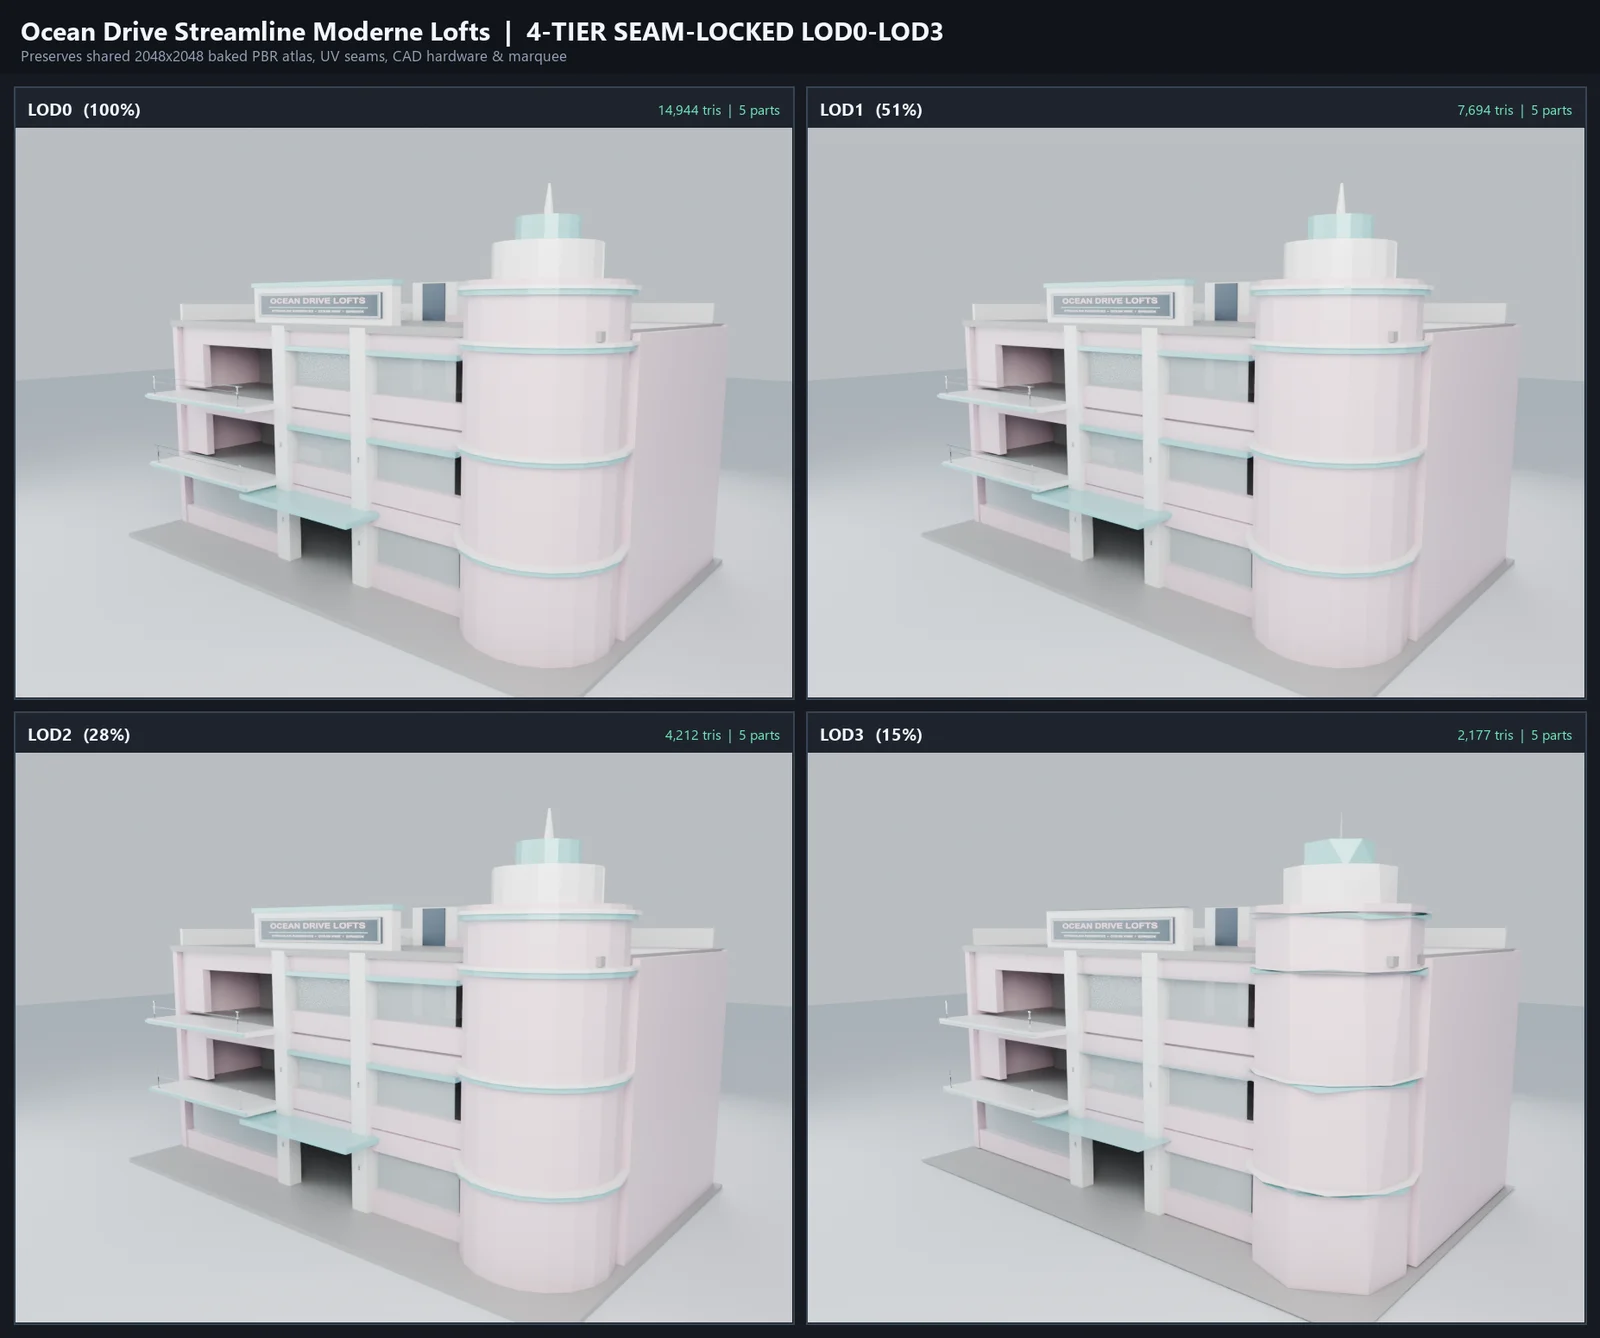 Ocean Drive Streamline Moderne Lofts | 4-TIER SEAM-LOCKED LOD0-LOD3
Preserves shared 2048x2048 baked PBR atlas, UV seams, CAD hardware & marquee
LOD0 (100%)
14,944 tris | 5 parts
LOD1 (51%)
7,694 tris | 5 parts
OCEAN DRIVE LOFTS
OCEAN DRIVE LOFTS
LOD2 (28%)
4,212 tris | 5 parts
LOD3 (15%)
2,177 tris | 5 parts
OCEAN DRIVE LOFTS
OCEAN DRIVE LOFTS